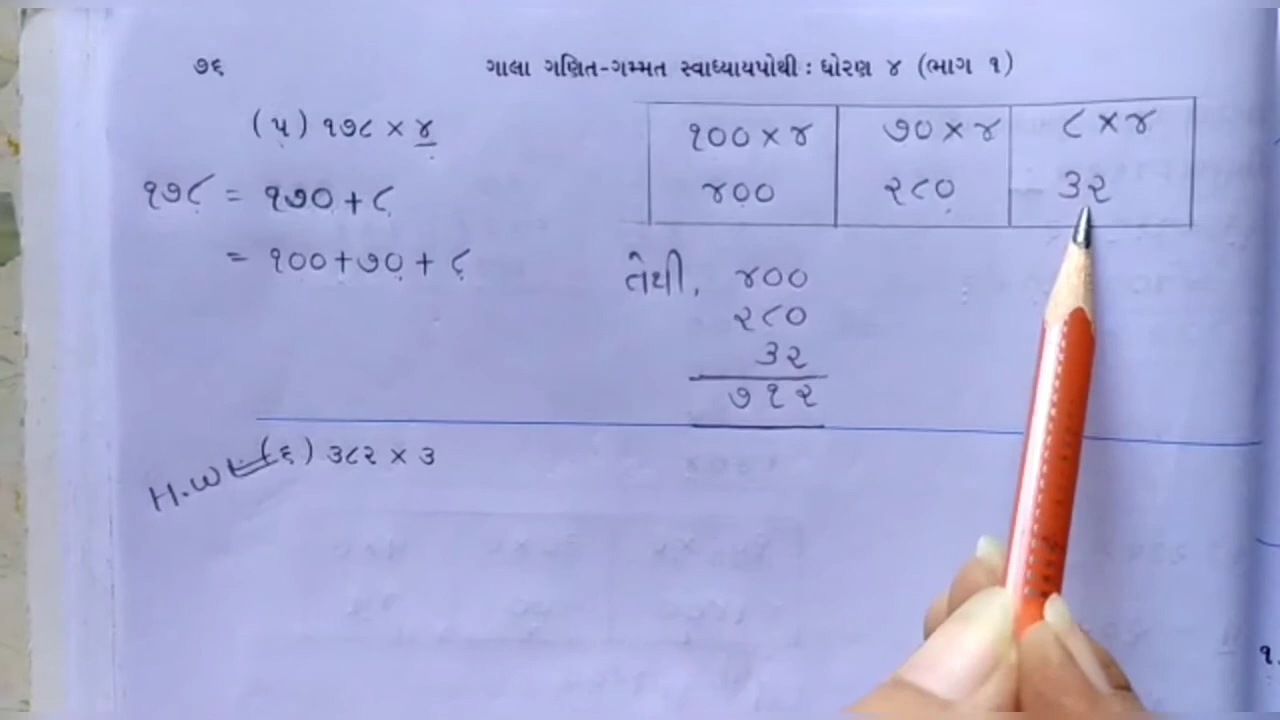 ૭૬ ગાલા ગણિત-ગમ્મત સ્વાધ્યાયપોથી : ધોરણ ૪ (ભાગ ૧)
(૫) ૧૭૮ × ૪
૧૭૮ = ૧૭૦ + ૮
= ૧૦૦ + ૭૦ + ૮
૧૦૦ × ૪ ૭૦ × ૪ ૮ × ૪
૪૦૦ ૨૮૦ ૩૨
તેથી, ૪૦૦
૨૮૦
૩૨
૭૧૨
H.W (૬) ૩૮૨ × ૩
૧.